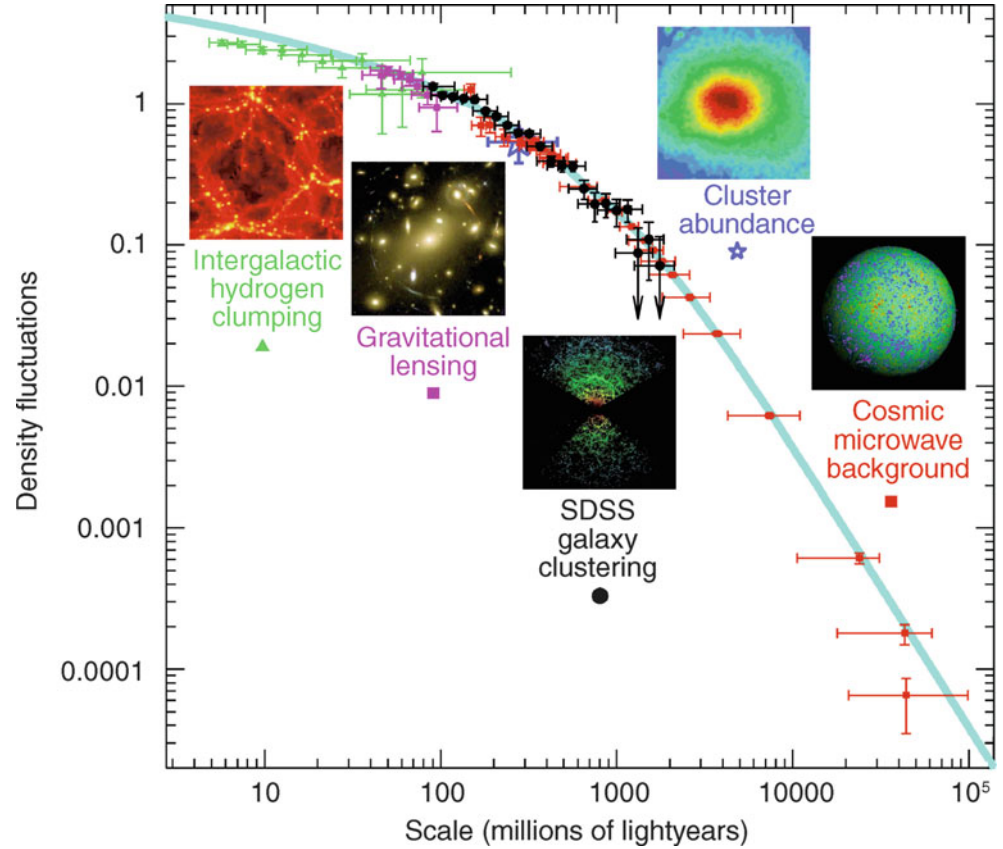 Density fluctuations
1
0.1
0.01
0.001
0.0001
Intergalactic
hydrogen
clumping
Gravitational
lensing
SDSS
galaxy
clustering
Cluster
abundance
Cosmic
microwave
background
10
100
1000
10000
10⁵
Scale (millions of lightyears)